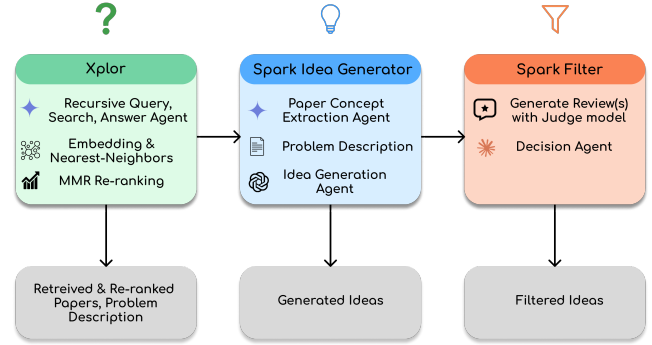 ?
Xplor
Recursive Query,
Search, Answer Agent
Embedding &
Nearest-Neighbors
MMR Re-ranking
Spark Idea Generator
Paper Concept
Extraction Agent
Problem Description
Idea Generation
Agent
Spark Filter
Generate Review(s)
with Judge model
Decision Agent
Retreived & Re-ranked
Papers, Problem
Description
Generated Ideas
Filtered Ideas